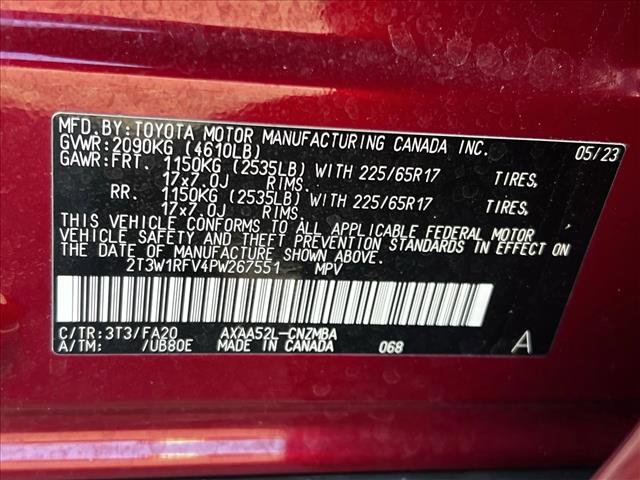 MFD.BY:TOYOTA MOTOR MANUFACTURING CANADA INC. 05/23
GVWR:2090KG (4610LB)
GAWR:FRT. 1150KG (2535LB) WITH 225/65R17 TIRES,
17x7.0J RIMS.
RR. 1150KG (2535LB) WITH 225/65R17 TIRES,
17x7.0J RIMS.
THIS VEHICLE CONFORMS TO ALL APPLICABLE FEDERAL MOTOR
VEHICLE SAFETY AND THEFT PREVENTION STANDARDS IN EFFECT ON
THE DATE OF MANUFACTURE SHOWN ABOVE.
2T3W1RFV4PW267551 MPV
C/TR:3T3/FA20 AXAA52L-CNZMBA
A/TM: /UB80E MADE IN CANADA 068 A